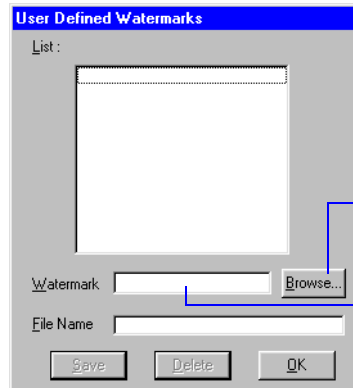 User Defined Watermarks
List :
Watermark Browse...
File Name
Save Delete OK